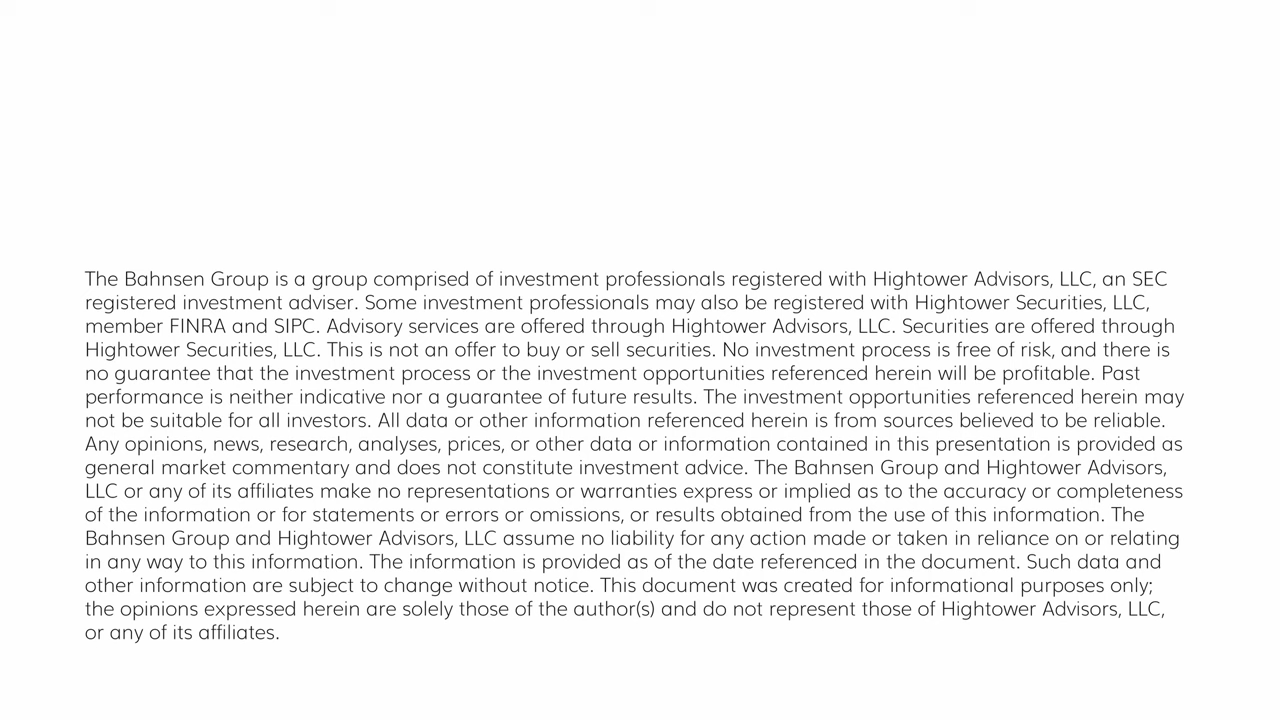 The Bahnsen Group is a group comprised of investment professionals registered with Hightower Advisors, LLC, an SEC
registered investment adviser. Some investment professionals may also be registered with Hightower Securities, LLC,
member FINRA and SIPC. Advisory services are offered through Hightower Advisors, LLC. Securities are offered through
Hightower Securities, LLC. This is not an offer to buy or sell securities. No investment process is free of risk, and there is
no guarantee that the investment process or the investment opportunities referenced herein will be profitable. Past
performance is neither indicative nor a guarantee of future results. The investment opportunities referenced herein may
not be suitable for all investors. All data or other information referenced herein is from sources believed to be reliable.
Any opinions, news, research, analyses, prices, or other data or information contained in this presentation is provided as
general market commentary and does not constitute investment advice. The Bahnsen Group and Hightower Advisors,
LLC or any of its affiliates make no representations or warranties express or implied as to the accuracy or completeness
of the information or for statements or errors or omissions, or results obtained from the use of this information. The
Bahnsen Group and Hightower Advisors, LLC assume no liability for any action made or taken in reliance on or relating
in any way to this information. The information is provided as of the date referenced in the document. Such data and
other information are subject to change without notice. This document was created for informational purposes only;
the opinions expressed herein are solely those of the author(s) and do not represent those of Hightower Advisors, LLC,
or any of its affiliates.